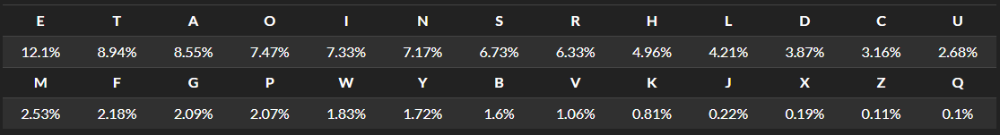 E T A O I N S R H L D C U
12.1% 8.94% 8.55% 7.47% 7.33% 7.17% 6.73% 6.33% 4.96% 4.21% 3.87% 3.16% 2.68%
M F G P W Y B V K J X Z Q
2.53% 2.18% 2.09% 2.07% 1.83% 1.72% 1.6% 1.06% 0.81% 0.22% 0.19% 0.11% 0.1%